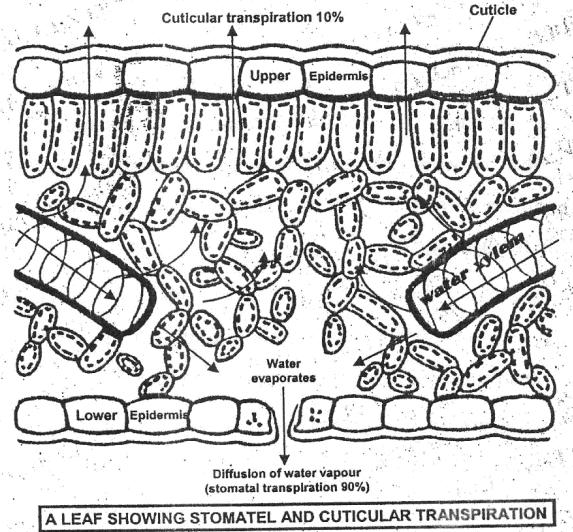 Cuticular transpiration 10%
Cuticle
Upper Epidermis
water xylem
Water
evaporates
Lower Epidermis
Diffusion of water vapour
(stomatal transpiration 90%)
A LEAF SHOWING STOMATEL AND CUTICULAR TRANSPIRATION